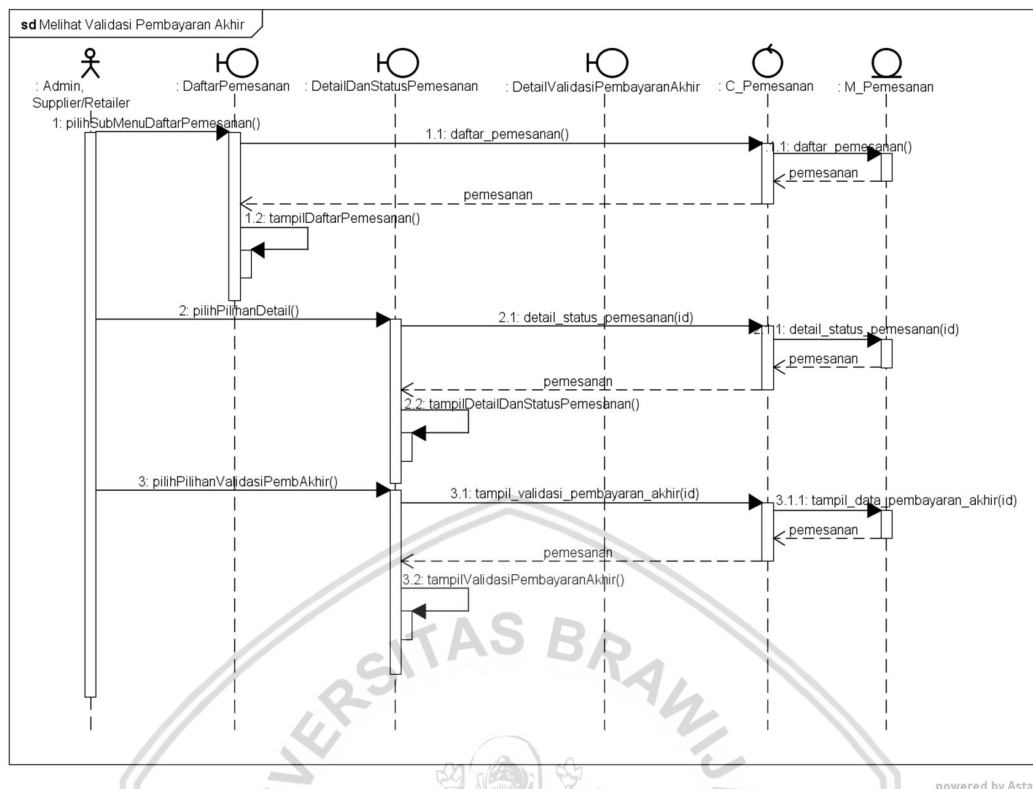 sd Melihat Validasi Pembayaran Akhir
: Admin,
Supplier/Retailer
: DaftarPemesanan
: DetailDanStatusPemesanan
: DetailValidasiPembayaranAkhir
: C_Pemesanan
: M_Pemesanan
1: pilihSubMenuDaftarPemesanan()
1.1: daftar_pemesanan()
.1.1: daftar_pemesanan()
pemesanan
pemesanan
1.2: tampilDaftarPemesanan()
2: pilihPilihanDetail()
2.1: detail_status_pemesanan(id)
2.1.1: detail_status_pemesanan(id)
pemesanan
pemesanan
2.2: tampilDetailDanStatusPemesanan()
3: pilihPilihanValidasiPembAkhir()
3.1: tampil_validasi_pembayaran_akhir(id)
3.1.1: tampil_data_pembayaran_akhir(id)
pemesanan
pemesanan
3.2: tampilValidasiPembayaranAkhir()
VERSITAS BRAWIJ
powered by Asta